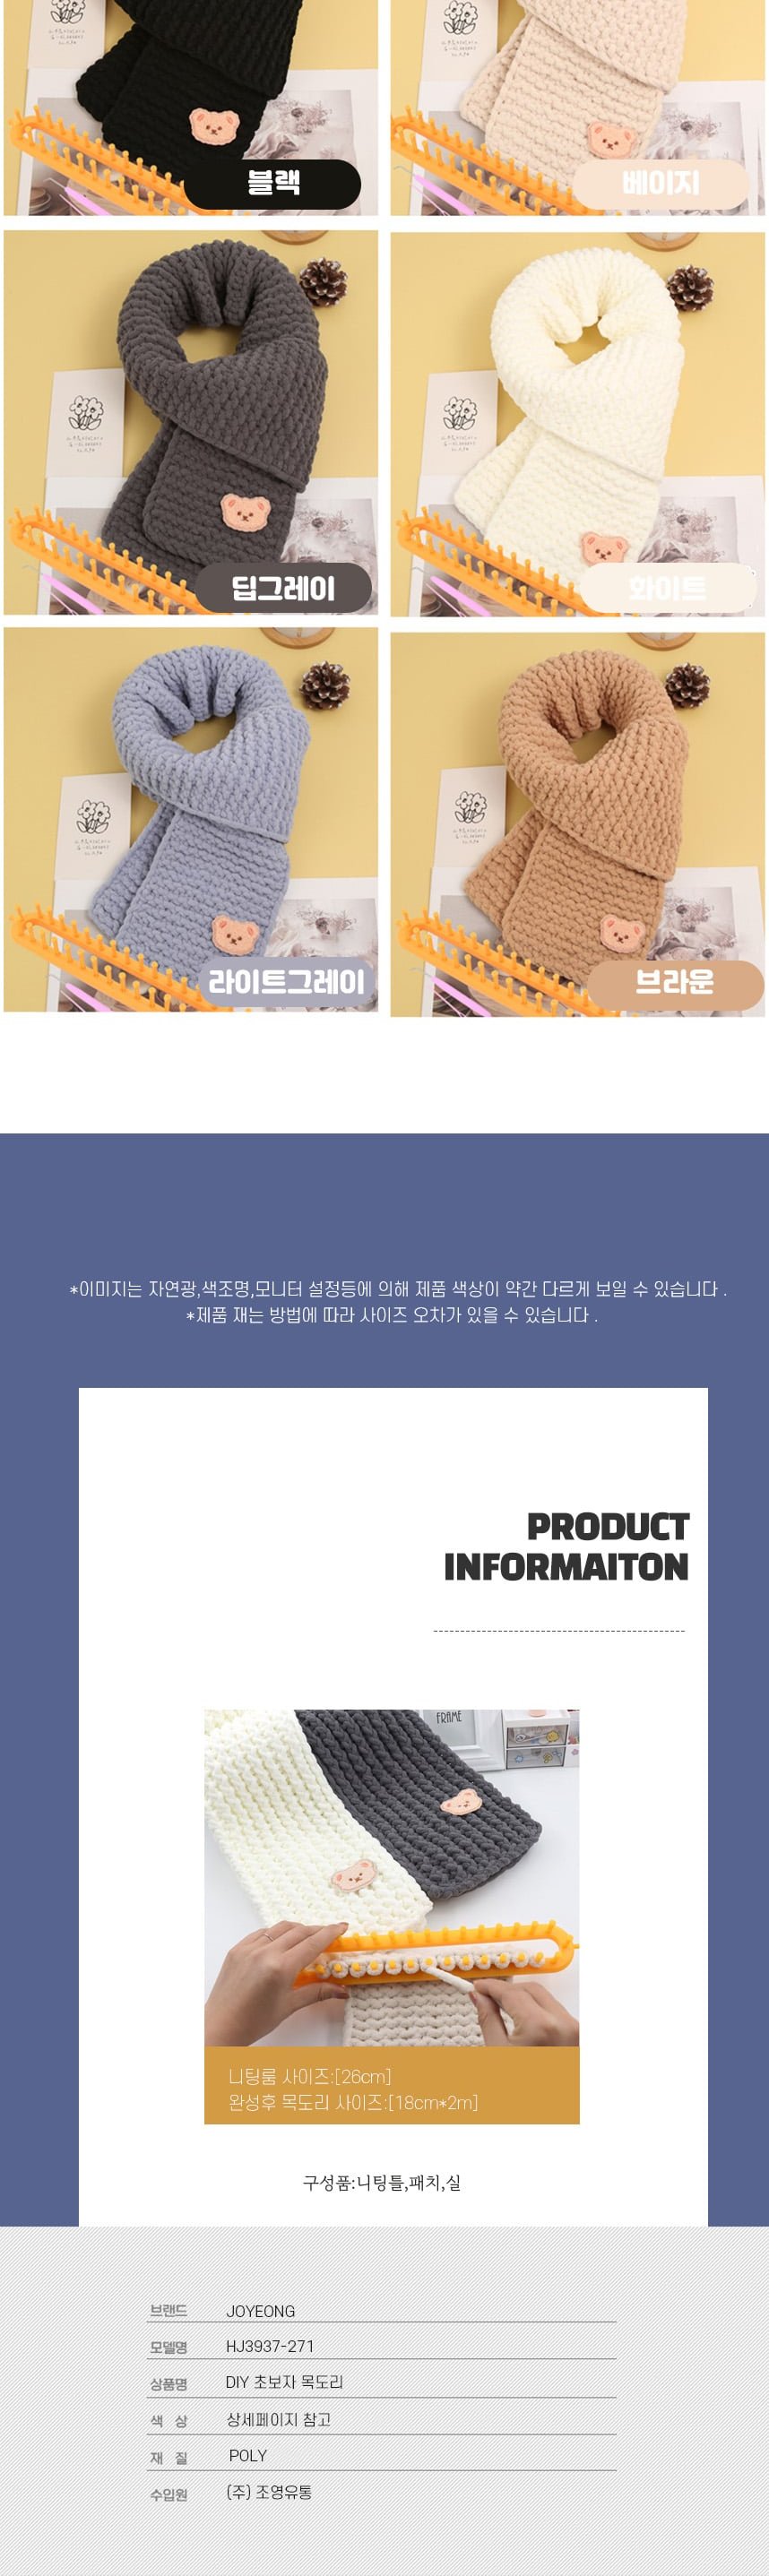 블랙
베이지
딥그레이
화이트
라이트그레이
브라운
*이미지는 자연광,색조명,모니터 설정등에 의해 제품 색상이 약간 다르게 보일 수 있습니다 .
*제품 재는 방법에 따라 사이즈 오차가 있을 수 있습니다 .
PRODUCT
INFORMAITON
FRAME
니팅룸 사이즈:[26cm]
완성후 목도리 사이즈:[18cm*2m]
구성품:니팅틀,패치,실
브랜드 JOYEONG
모델명 HJ3937-271
상품명 DIY 초보자 목도리
색 상 상세페이지 참고
재 질 POLY
수입원 (주) 조영유통